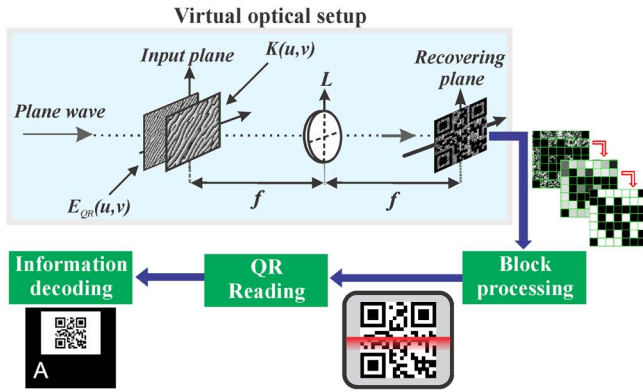 Virtual optical setup
Input plane
K(u,v)
Recovering
plane
L
Plane wave
E_QR(u,v)
f
f
Information
decoding
QR
Reading
Block
processing
A